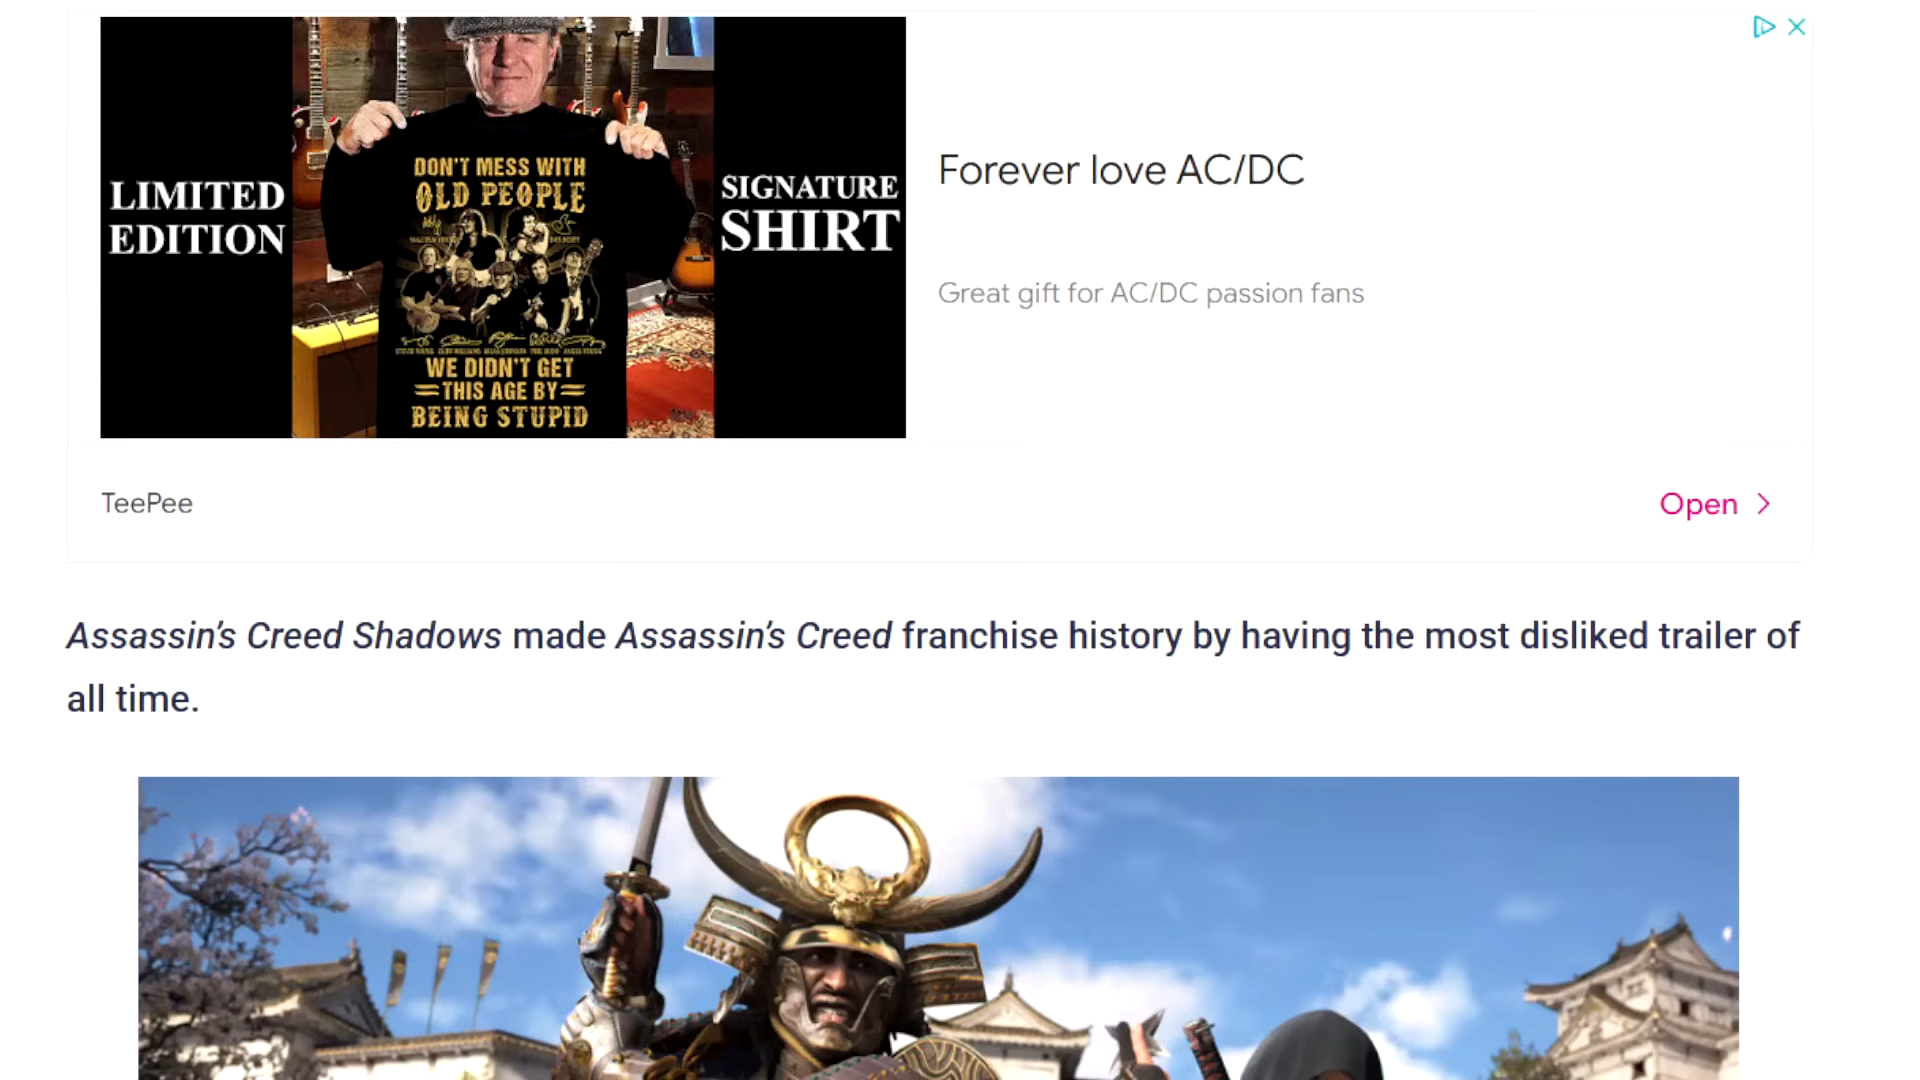 LIMITED
EDITION
DON'T MESS WITH
OLD PEOPLE
WE DIDN'T GET
THIS AGE BY
BEING STUPID
SIGNATURE
SHIRT
Forever love AC/DC
Great gift for AC/DC passion fans
TeePee
Open
Assassin's Creed Shadows made Assassin's Creed franchise history by having the most disliked trailer of
all time.